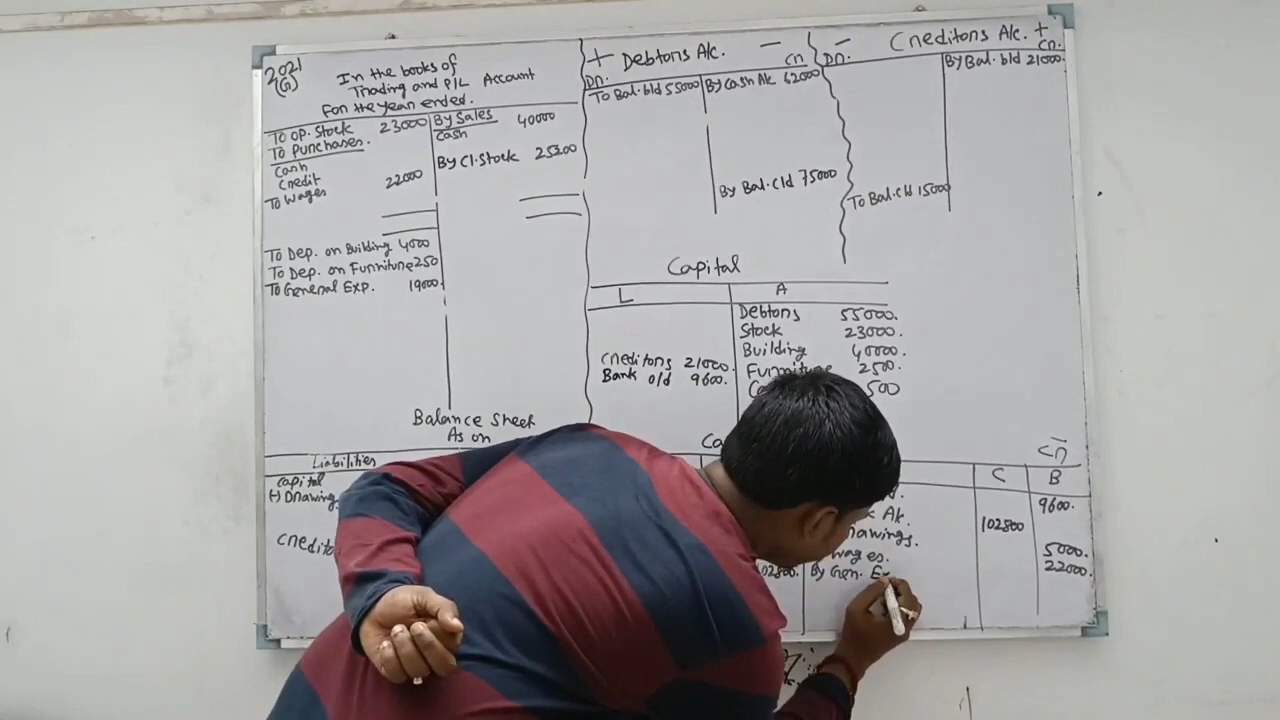 2021
(G)
In the books of
Trading and P/L Account
For the year ended.
To OP. Stock 23000
To Purchases.
Cash
Credit
To Wages 22000
To Dep. on Building 4000
To Dep. on Furniture 250
To General Exp. 19000
By Sales 40000
Cash
By Cl. Stock 25200
+ Debtors A/c. -
Dr. Cr
To Bal. b/d 55000
By Cash A/c 62000
By Bal. C/d 75000
- Creditors A/c. +
Dr. Cr.
By Bal. b/d 21000.
To Bal. C/d 15000
Capital
L A
Creditors 21000.
Bank o/d 9600.
Debtors 55000.
Stock 23000.
Building 40000.
Furniture 2500.
500
Balance Sheet
As on
Liabilities
Capital
(-) Drawing
Cr
C B
9600.
A/c. 102800
5000.
wages. 22000.
102800. By Gen. Ex